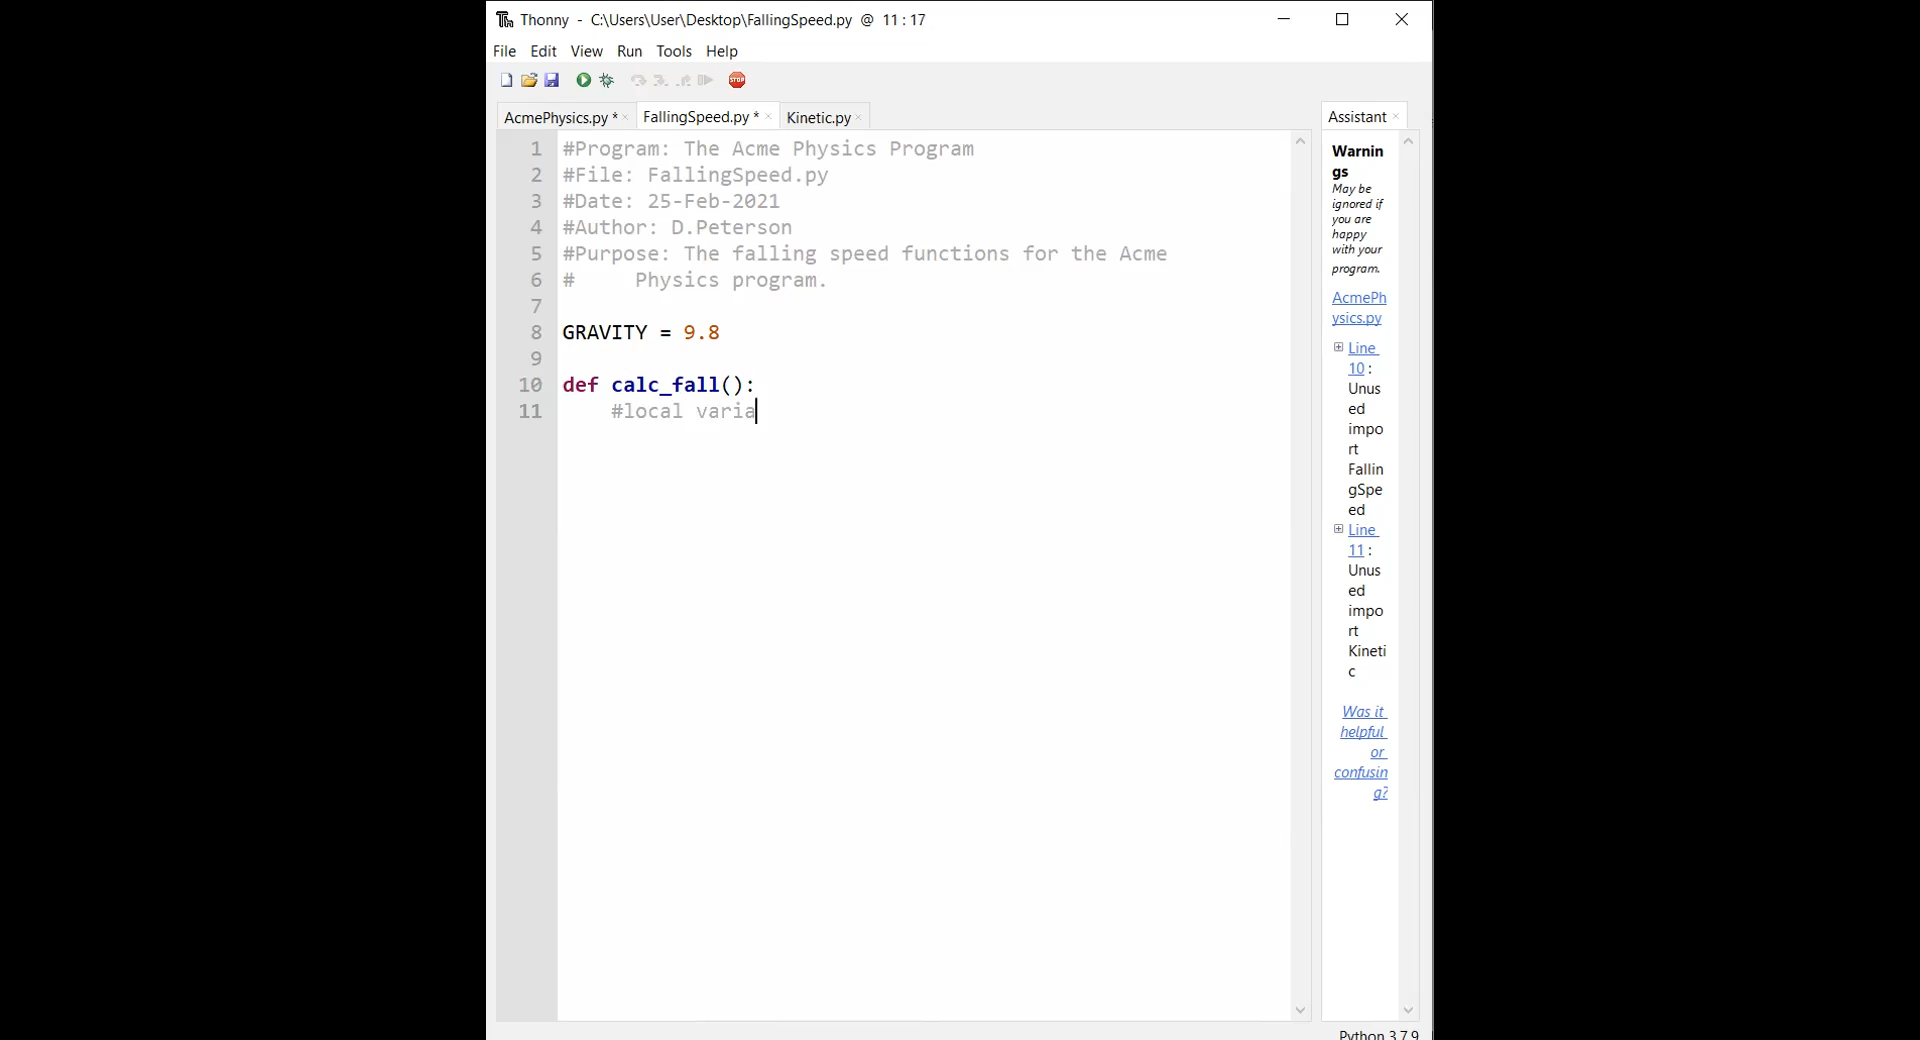 Thonny - C:\Users\User\Desktop\FallingSpeed.py @ 11 : 17
File Edit View Run Tools Help
STOP
AcmePhysics.py * FallingSpeed.py * Kinetic.py
1 #Program: The Acme Physics Program
2 #File: FallingSpeed.py
3 #Date: 25-Feb-2021
4 #Author: D.Peterson
5 #Purpose: The falling speed functions for the Acme
6 #     Physics program.
7
8 GRAVITY = 9.8
9
10 def calc_fall():
11     #local varia
Assistant
Warnin
gs
May be
ignored if
you are
happy
with your
program.
AcmePh
ysics.py
Line
10 :
Unus
ed
impo
rt
Fallin
gSpe
ed
Line
11 :
Unus
ed
impo
rt
Kineti
c
Was it
helpful
or
confusin
g?
Python 3.7.9